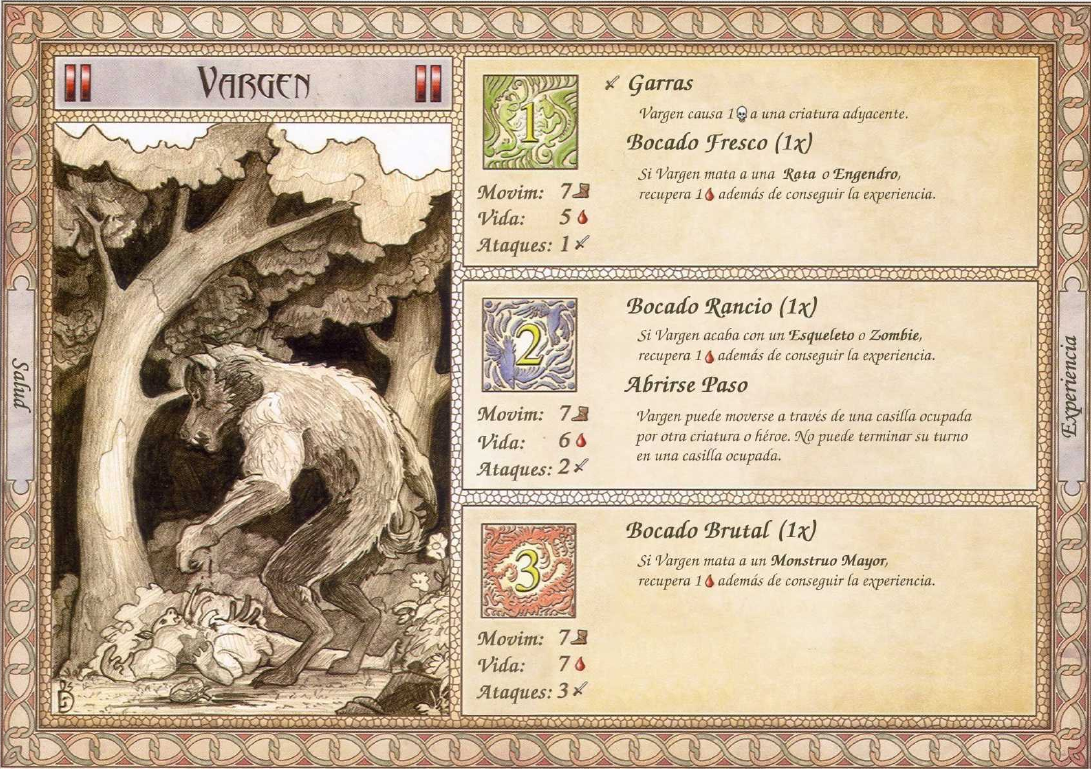 VARGEN
Salud
1
Movim: 7
Vida: 5
Ataques: 1
Garras
Vargen causa 1 a una criatura adyacente.
Bocado Fresco (1x)
Si Vargen mata a una Rata o Engendro,
recupera 1 además de conseguir la experiencia.
2
Movim: 7
Vida: 6
Ataques: 2
Bocado Rancio (1x)
Si Vargen acaba con un Esqueleto o Zombie,
recupera 1 además de conseguir la experiencia.
Abrirse Paso
Vargen puede moverse a través de una casilla ocupada
por otra criatura o héroe. No puede terminar su turno
en una casilla ocupada.
3
Movim: 7
Vida: 7
Ataques: 3
Bocado Brutal (1x)
Si Vargen mata a un Monstruo Mayor,
recupera 1 además de conseguir la experiencia.
Experiencia